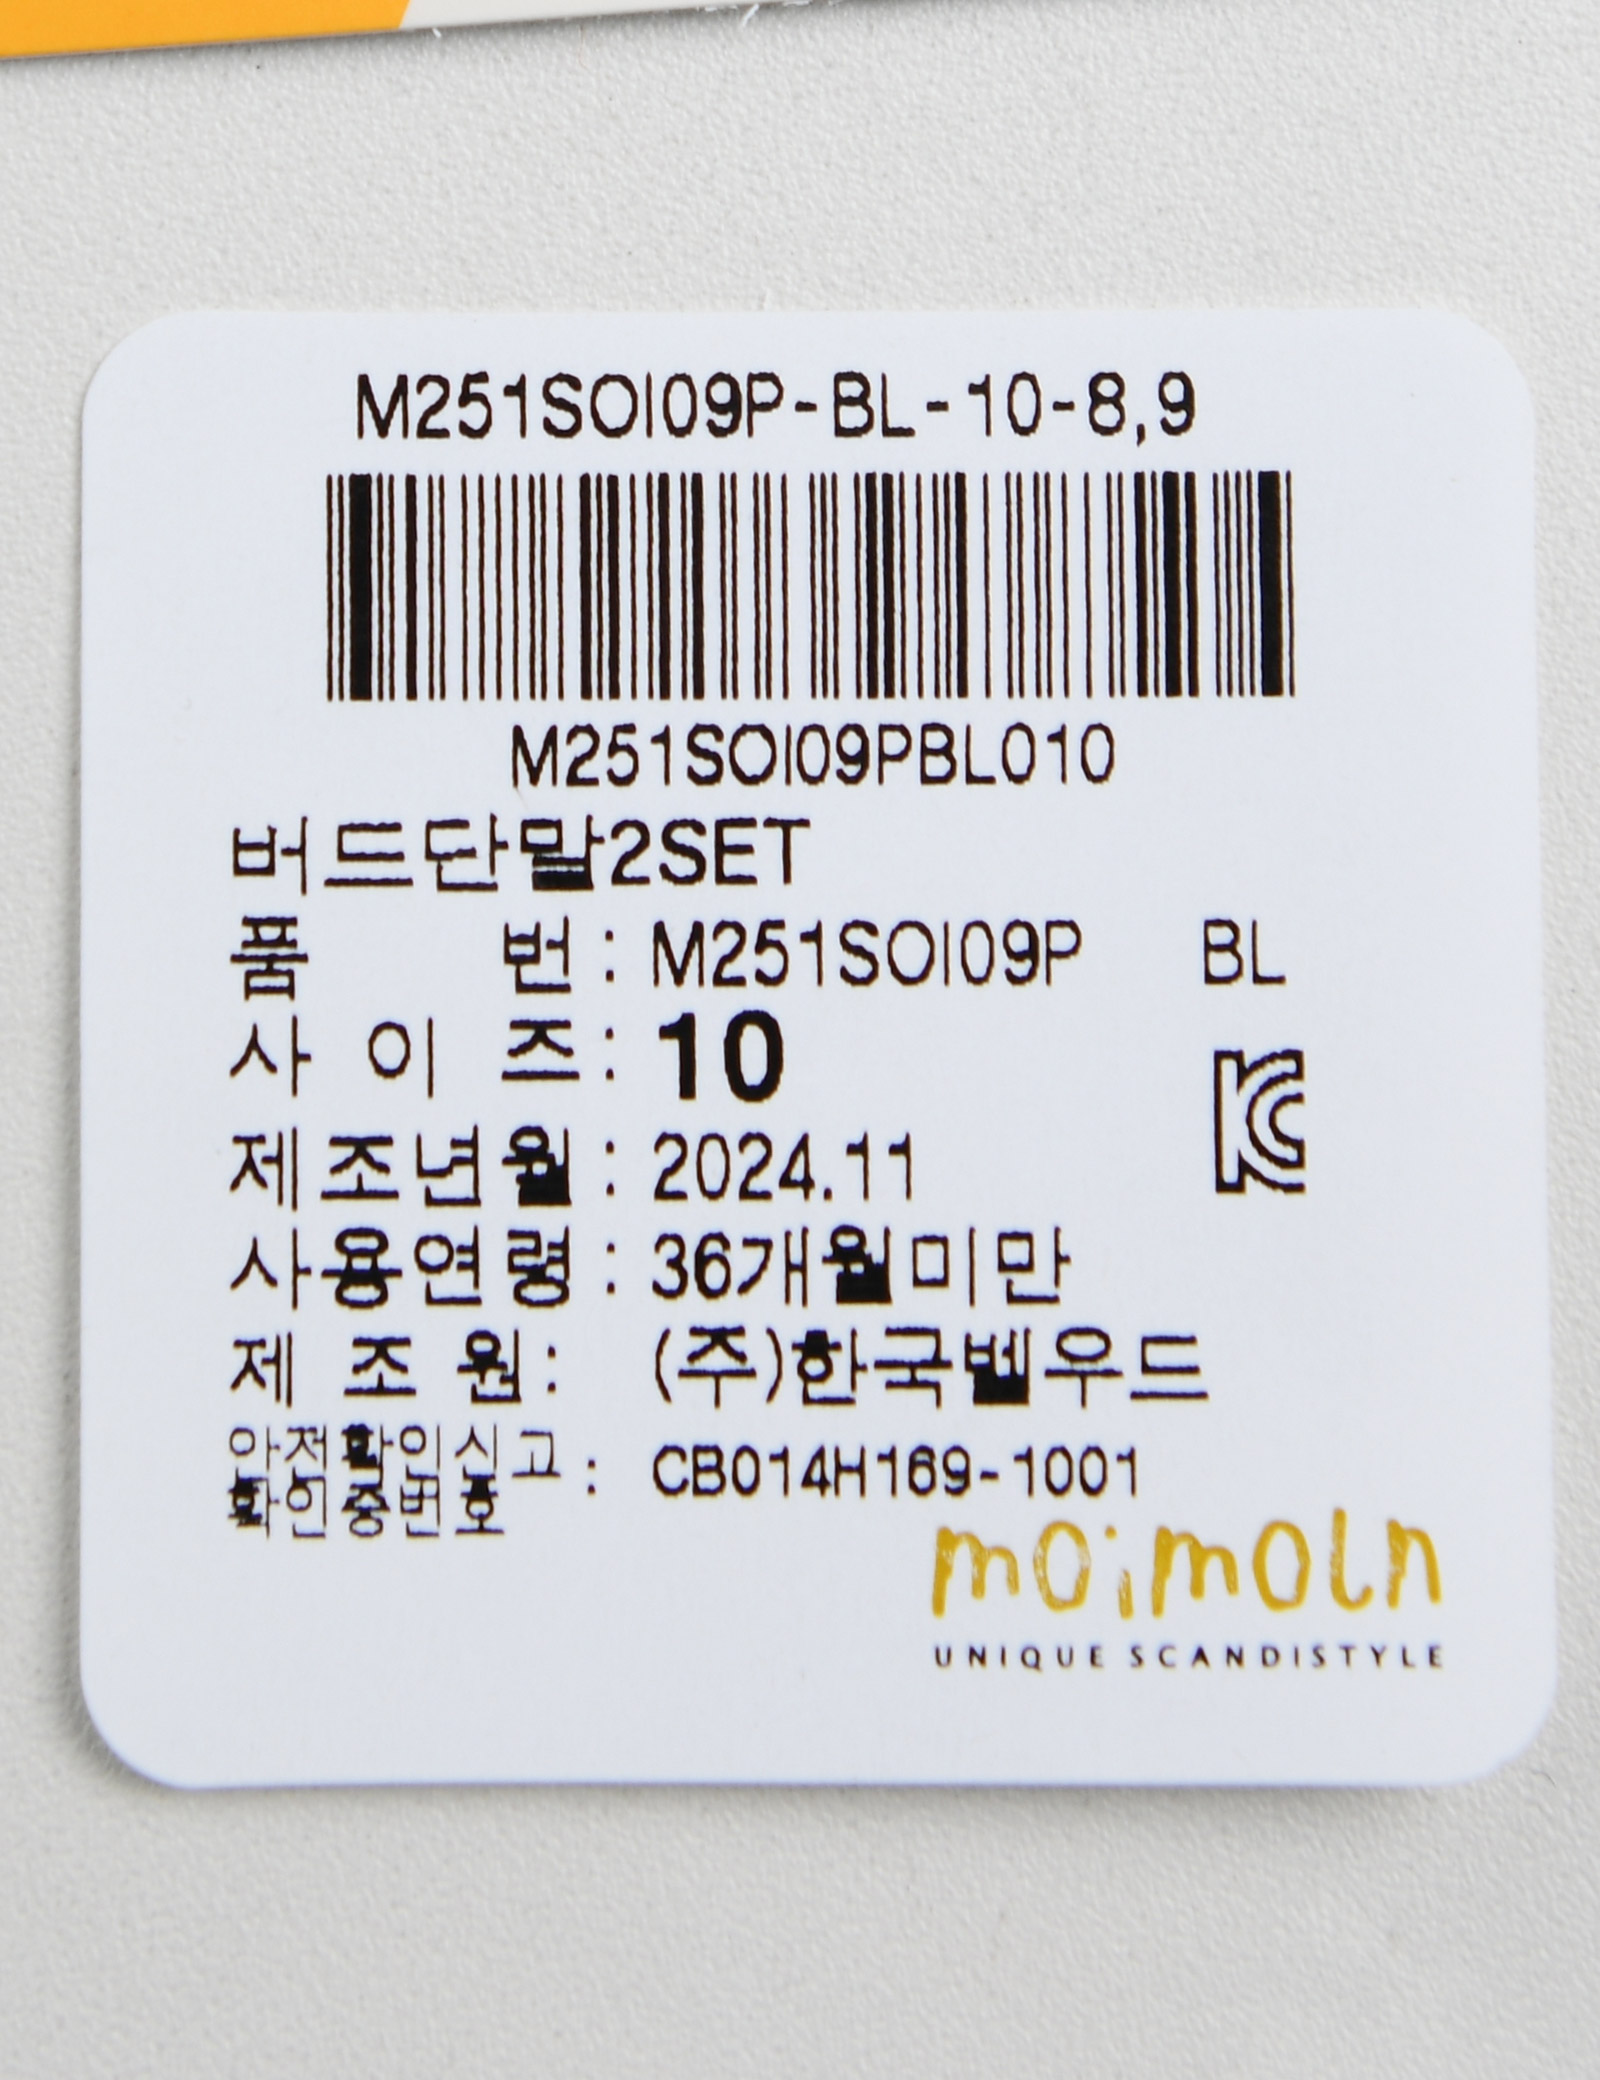 M251SOI09P-BL-10-8,9
M251SOI09PBL010
버드단말2SET
품 번 : M251SOI09P BL
사 이 즈 : 10
제조년월 : 2024.11
사용연령 : 36개월미만
제 조 원 : (주)한국벨우드
안전확인신고
확인증번호 : CB014H169-1001
moimoln
UNIQUE SCANDISTYLE